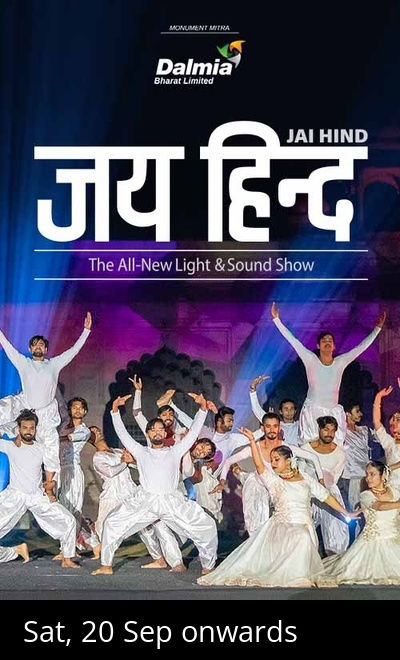 MONUMENT MITRA
Dalmia
Bharat Limited
JAI HIND
जय हिन्द
The All-New Light & Sound Show
Sat, 20 Sep onwards